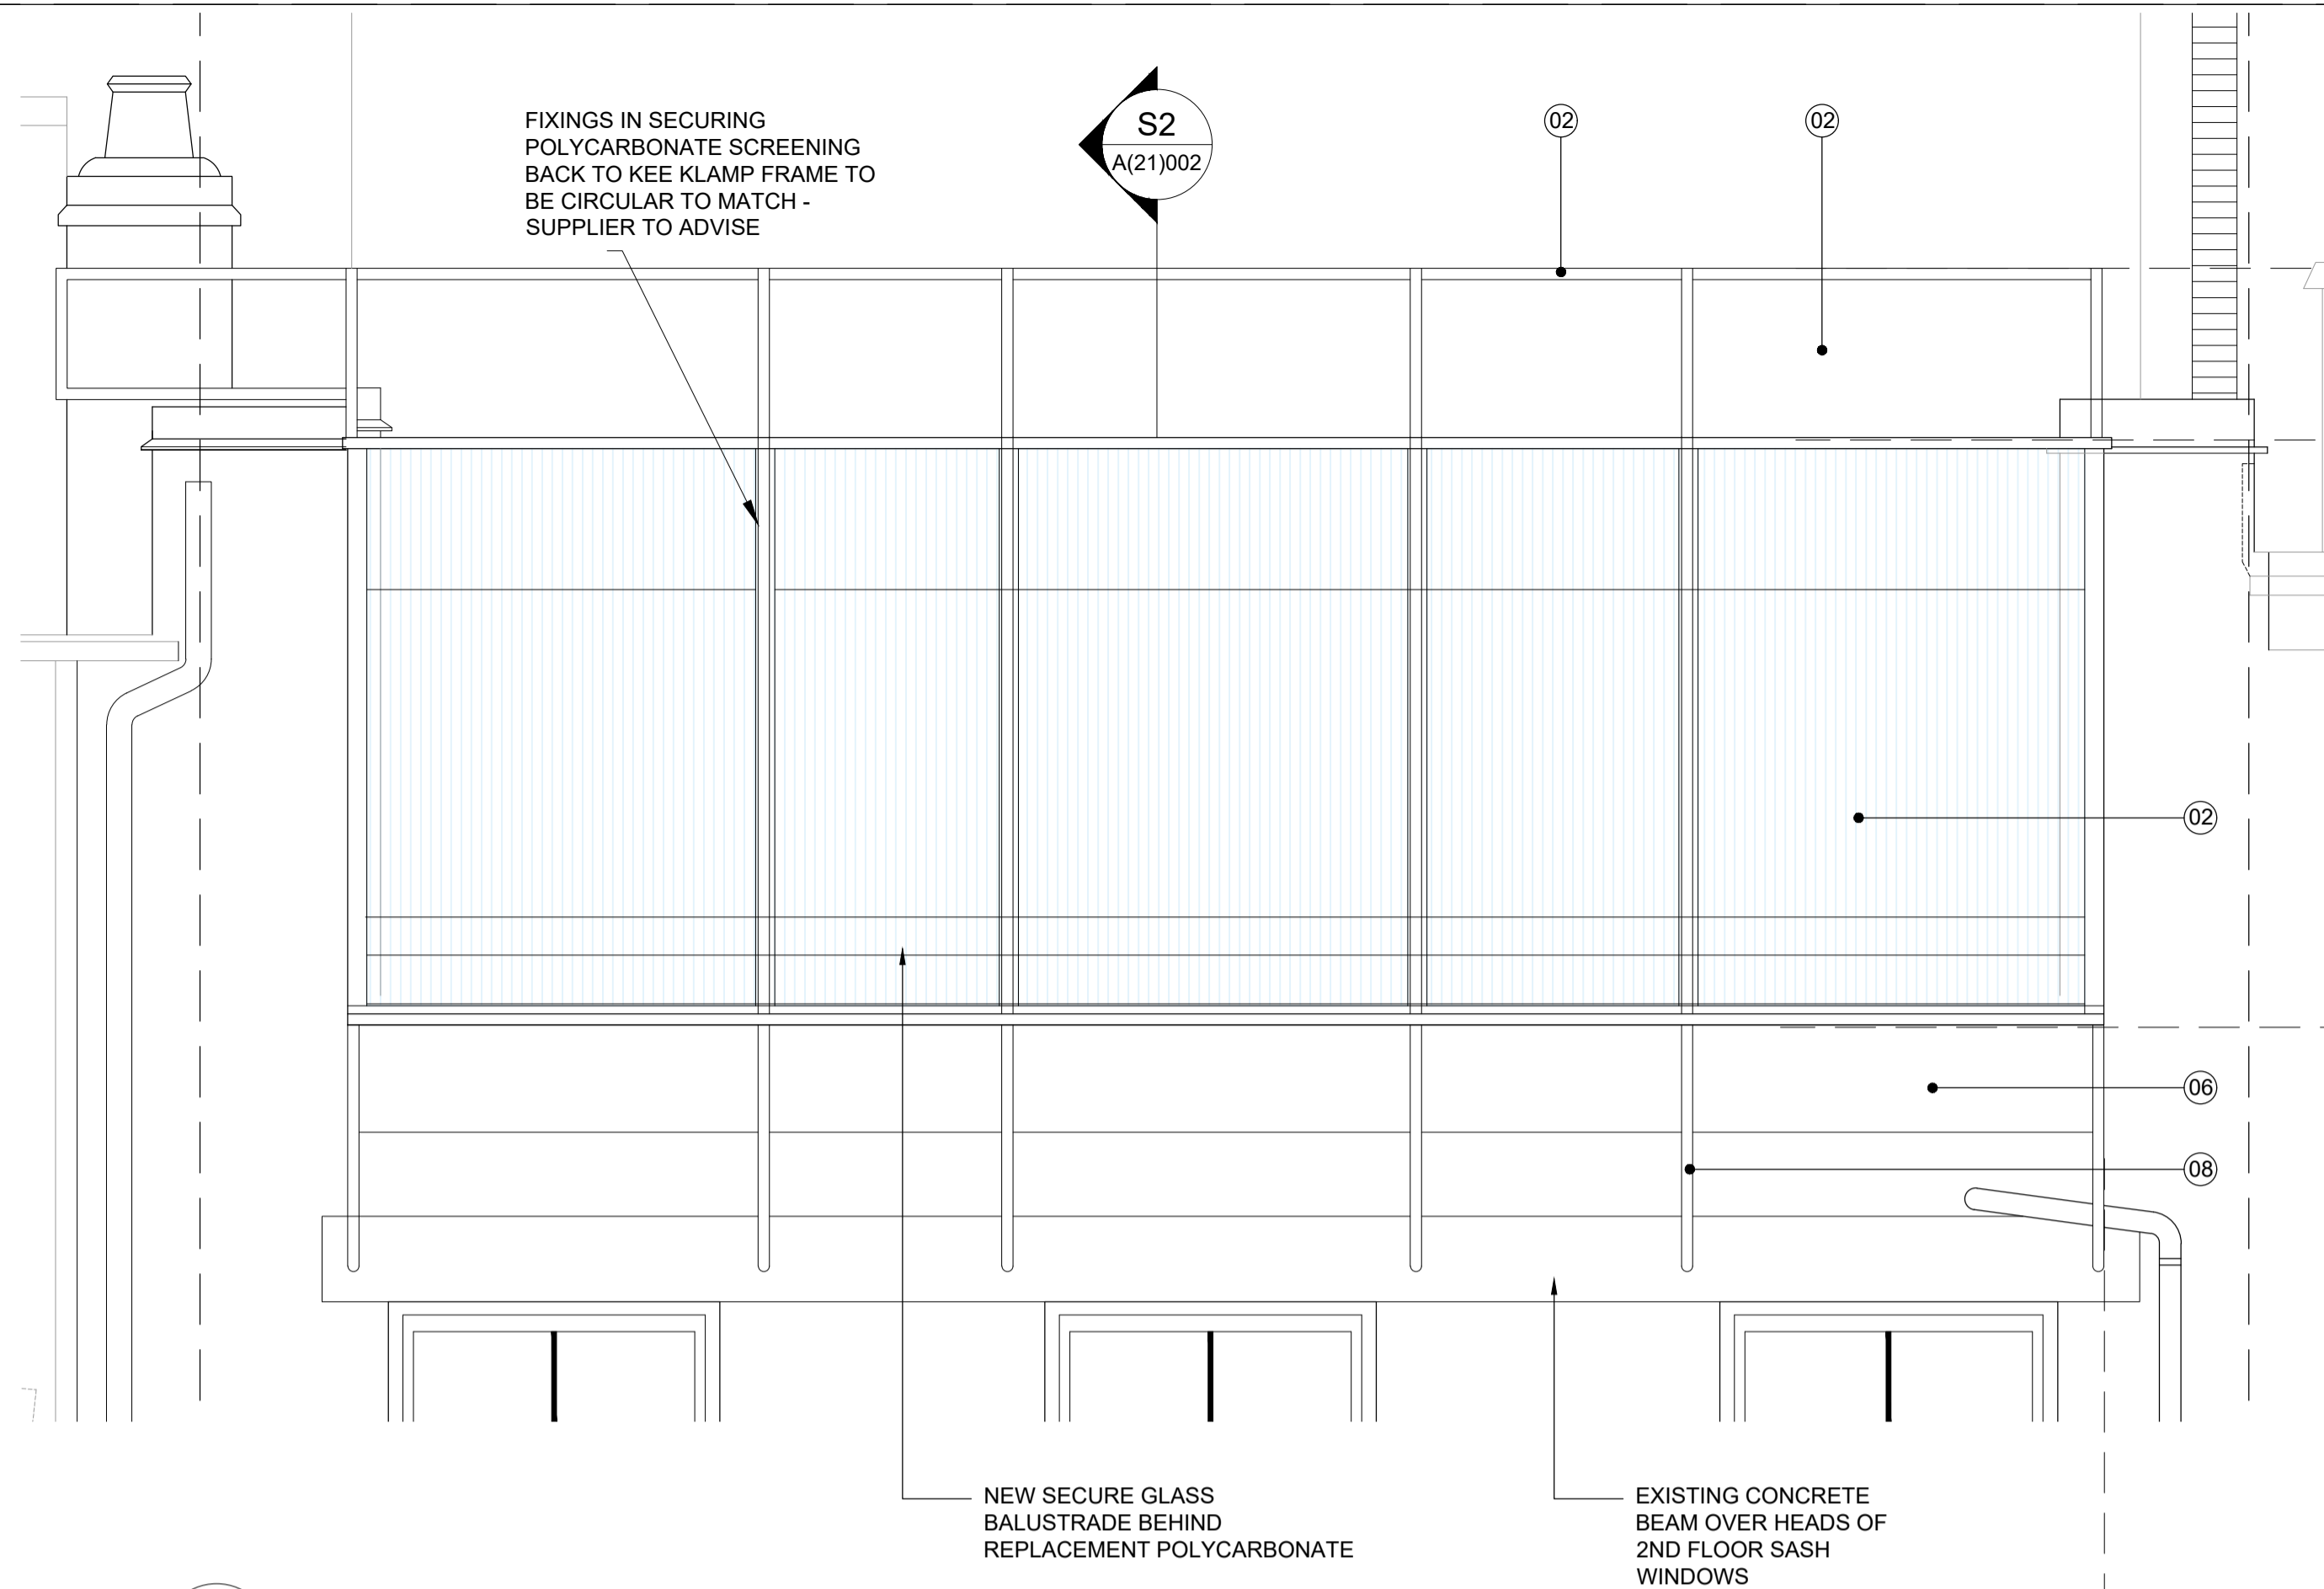 FIXINGS IN SECURING
POLYCARBONATE SCREENING
BACK TO KEE KLAMP FRAME TO
BE CIRCULAR TO MATCH -
SUPPLIER TO ADVISE
S2
A(21)002
02
02
02
06
08
NEW SECURE GLASS
BALUSTRADE BEHIND
REPLACEMENT POLYCARBONATE
EXISTING CONCRETE
BEAM OVER HEADS OF
2ND FLOOR SASH
WINDOWS